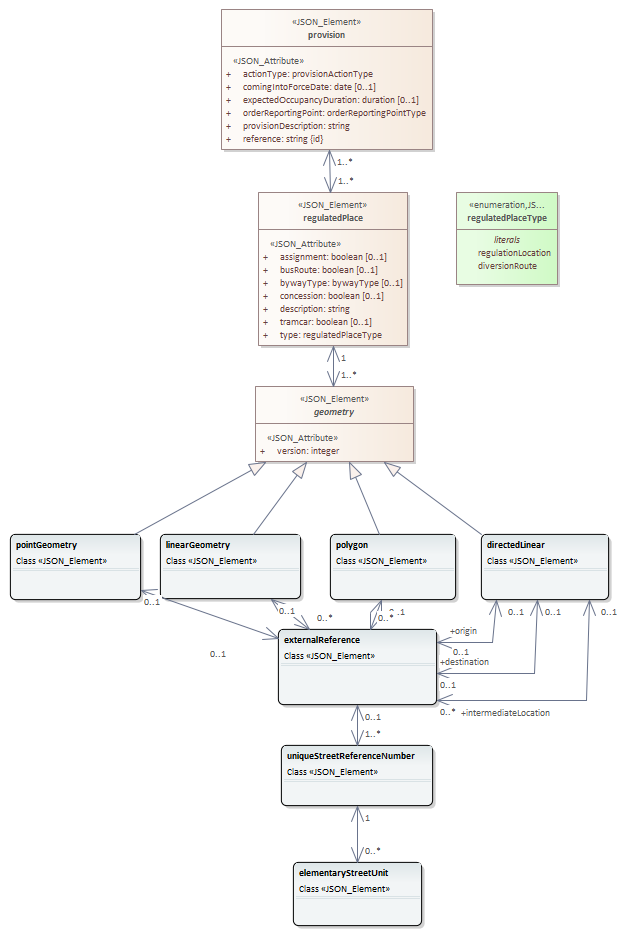 «JSON_Element»
provision
«JSON_Attribute»
+ actionType: provisionActionType
+ comingIntoForceDate: date [0..1]
+ expectedOccupancyDuration: duration [0..1]
+ orderReportingPoint: orderReportingPointType
+ provisionDescription: string
+ reference: string {id}
1..*
1..*
«JSON_Element»
regulatedPlace
«JSON_Attribute»
+ assignment: boolean [0..1]
+ busRoute: boolean [0..1]
+ bywayType: bywayType [0..1]
+ concession: boolean [0..1]
+ description: string
+ tramcar: boolean [0..1]
+ type: regulatedPlaceType
«enumeration,JS...
regulatedPlaceType
literals
regulationLocation
diversionRoute
1
1..*
«JSON_Element»
geometry
«JSON_Attribute»
+ version: integer
pointGeometry
Class «JSON_Element»
linearGeometry
Class «JSON_Element»
polygon
Class «JSON_Element»
directedLinear
Class «JSON_Element»
0..1
0..1
0..*
0..*
0..1
0..1
0..1
0..1
+origin
0..1
+destination
0..1
0..*
+intermediateLocation
externalReference
Class «JSON_Element»
0..1
1..*
uniqueStreetReferenceNumber
Class «JSON_Element»
1
0..*
elementaryStreetUnit
Class «JSON_Element»